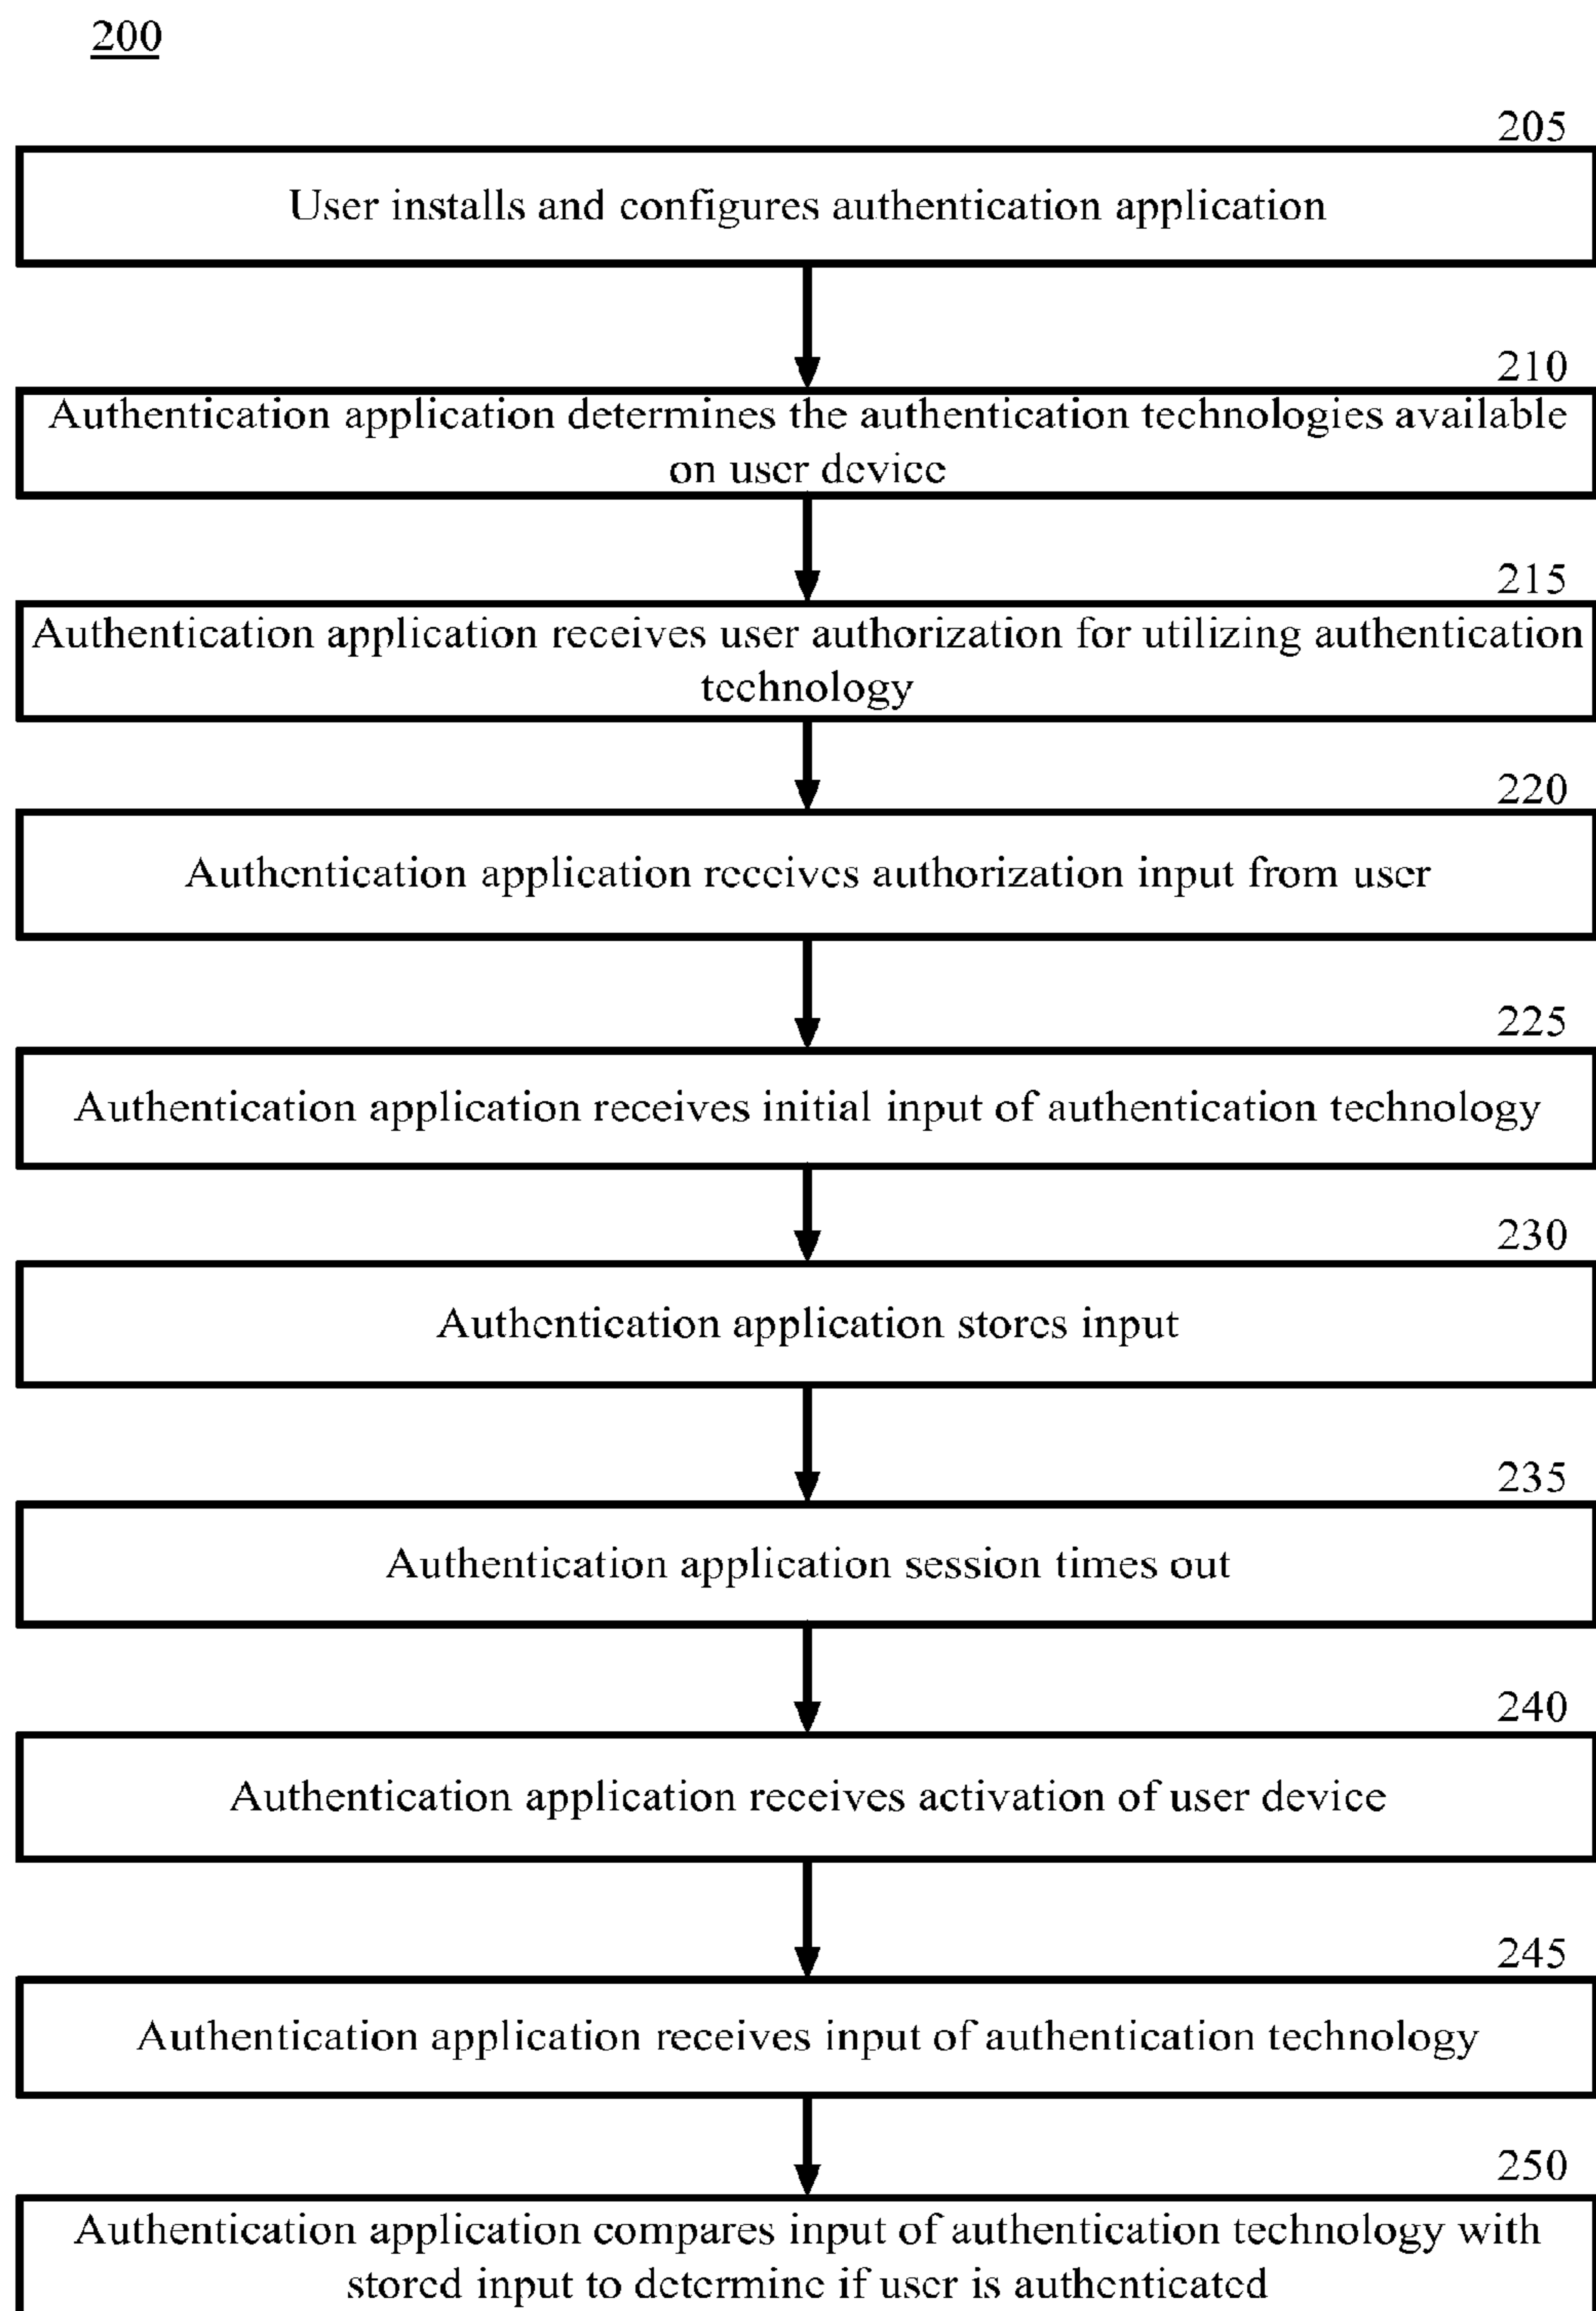 200
205
User installs and configures authentication application
210
Authentication application determines the authentication technologies available
on user device
215
Authentication application receives user authorization for utilizing authentication
technology
220
Authentication application receives authorization input from user
225
Authentication application receives initial input of authentication technology
230
Authentication application stores input
235
Authentication application session times out
240
Authentication application receives activation of user device
245
Authentication application receives input of authentication technology
250
Authentication application compares input of authentication technology with
stored input to determine if user is authenticated